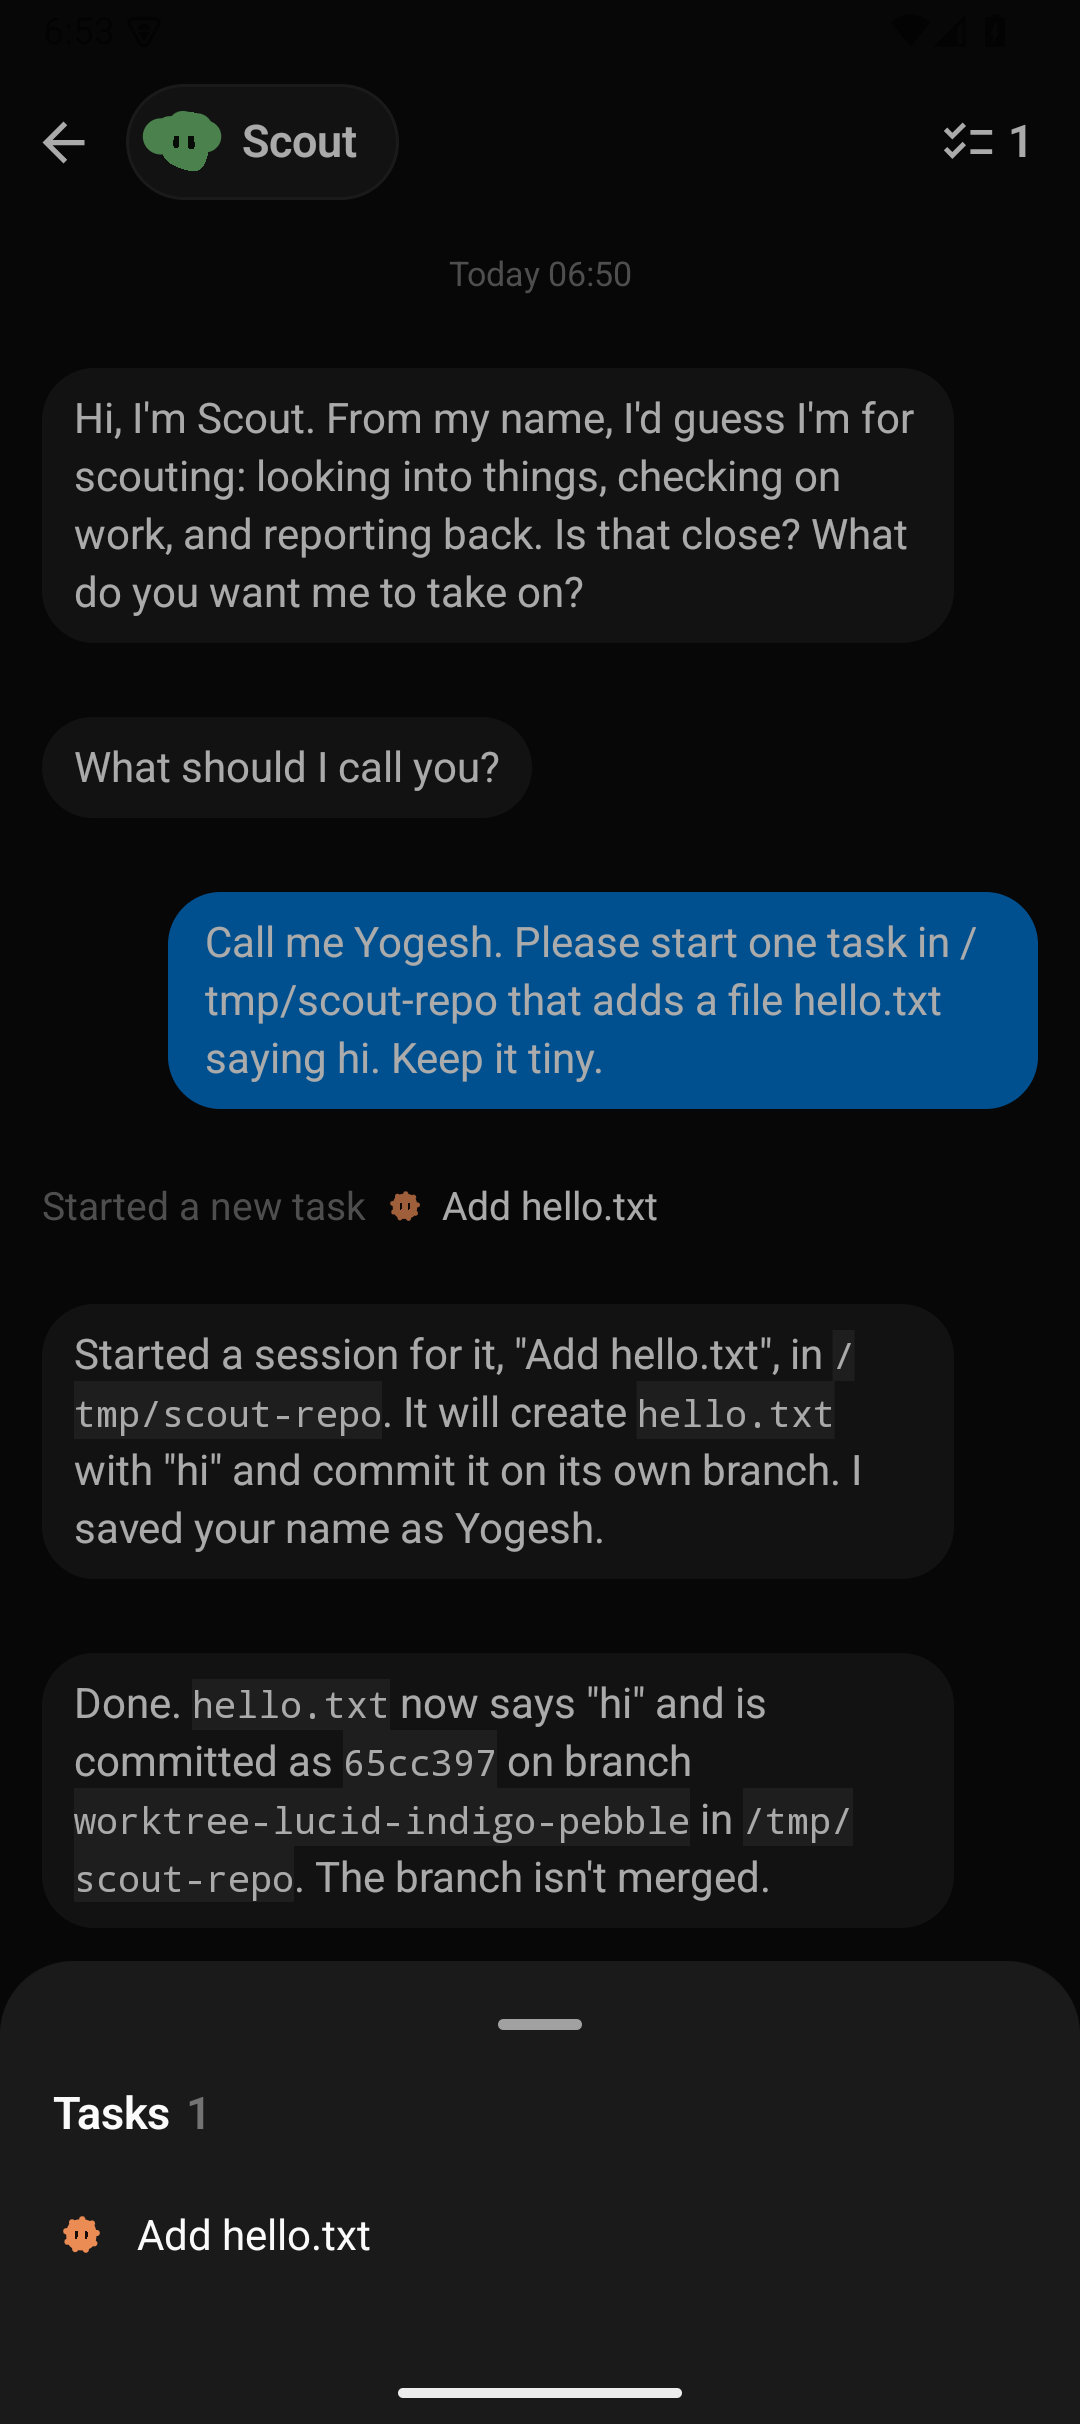 6:53
Scout
1
Today 06:50
Hi, I'm Scout. From my name, I'd guess I'm for
scouting: looking into things, checking on
work, and reporting back. Is that close? What
do you want me to take on?
What should I call you?
Call me Yogesh. Please start one task in /
tmp/scout-repo that adds a file hello.txt
saying hi. Keep it tiny.
Started a new task Add hello.txt
Started a session for it, "Add hello.txt", in /
tmp/scout-repo. It will create hello.txt
with "hi" and commit it on its own branch. I
saved your name as Yogesh.
Done. hello.txt now says "hi" and is
committed as 65cc397 on branch
worktree-lucid-indigo-pebble in /tmp/
scout-repo. The branch isn't merged.
Tasks 1
Add hello.txt